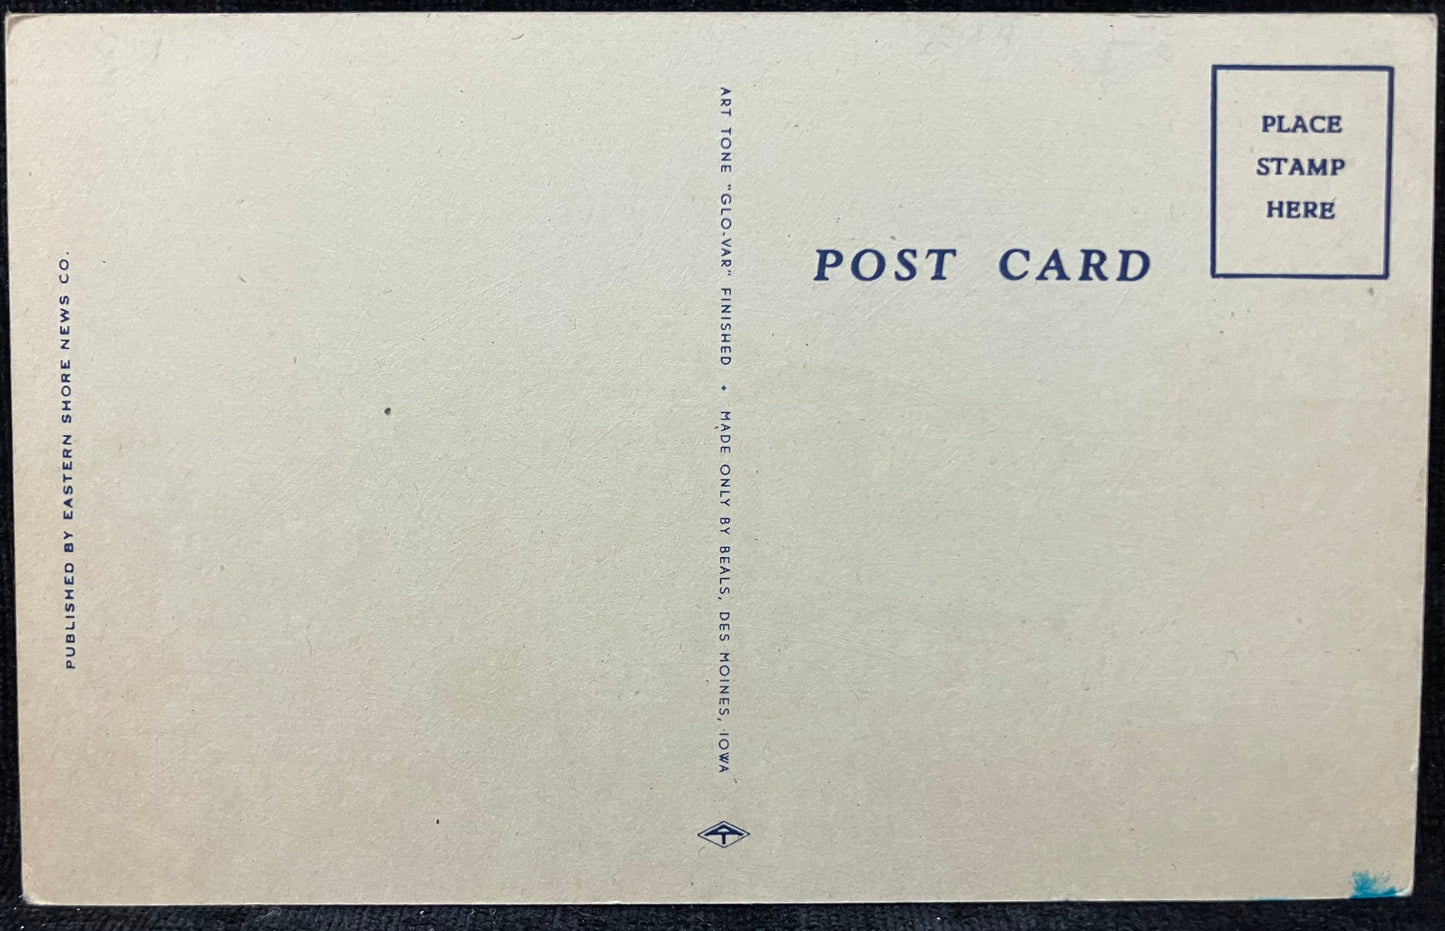 PUBLISHED BY EASTERN SHORE NEWS CO.
ART TONE "GLO-VAR" FINISHED ♦ MADE ONLY BY BEALS, DES MOINES, IOWA
POST CARD
PLACE
STAMP
HERE